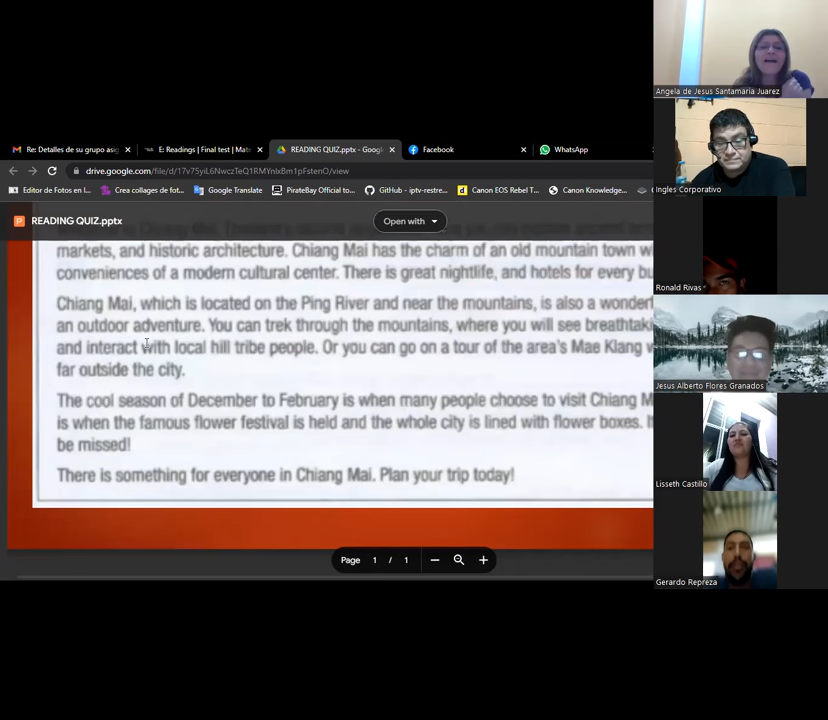 Re: Detalles de su grupo asig
E: Readings | Final test | Mat
READING QUIZ.pptx - Goog
Facebook
WhatsApp
drive.google.com/file/d/17v75yiL6NwczTeQ1RMYnlxBm1pFstenO/view
Editor de Fotos en l...
Crea collages de fot...
Google Translate
PirateBay Official to...
GitHub - iptv-restre...
Canon EOS Rebel T...
Canon Knowledge...
READING QUIZ.pptx
Open with
markets, and historic architecture. Chiang Mai has the charm of an old mountain town wi
conveniences of a modern cultural center. There is great nightlife, and hotels for every bu
Chiang Mai, which is located on the Ping River and near the mountains, is also a wonderf
an outdoor adventure. You can trek through the mountains, where you will see breathtaki
and interact with local hill tribe people. Or you can go on a tour of the area's Mae Klang w
far outside the city.
The cool season of December to February is when many people choose to visit Chiang M
is when the famous flower festival is held and the whole city is lined with flower boxes. I
be missed!
There is something for everyone in Chiang Mai. Plan your trip today!
Page 1 / 1
Angela de Jesus Santamaria Juarez
Ingles Corporativo
Ronald Rivas
Jesus Alberto Flores Granados
Lisseth Castillo
Gerardo Repreza